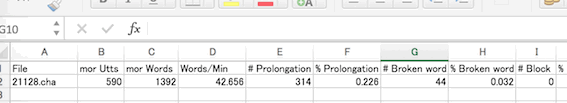 G10 fx
A B C D E F G H I
1 File mor Utts mor Words Words/Min # Prolongation % Prolongation # Broken word % Broken word # Block %
2 21128.cha 590 1392 42.656 314 0.226 44 0.032 0